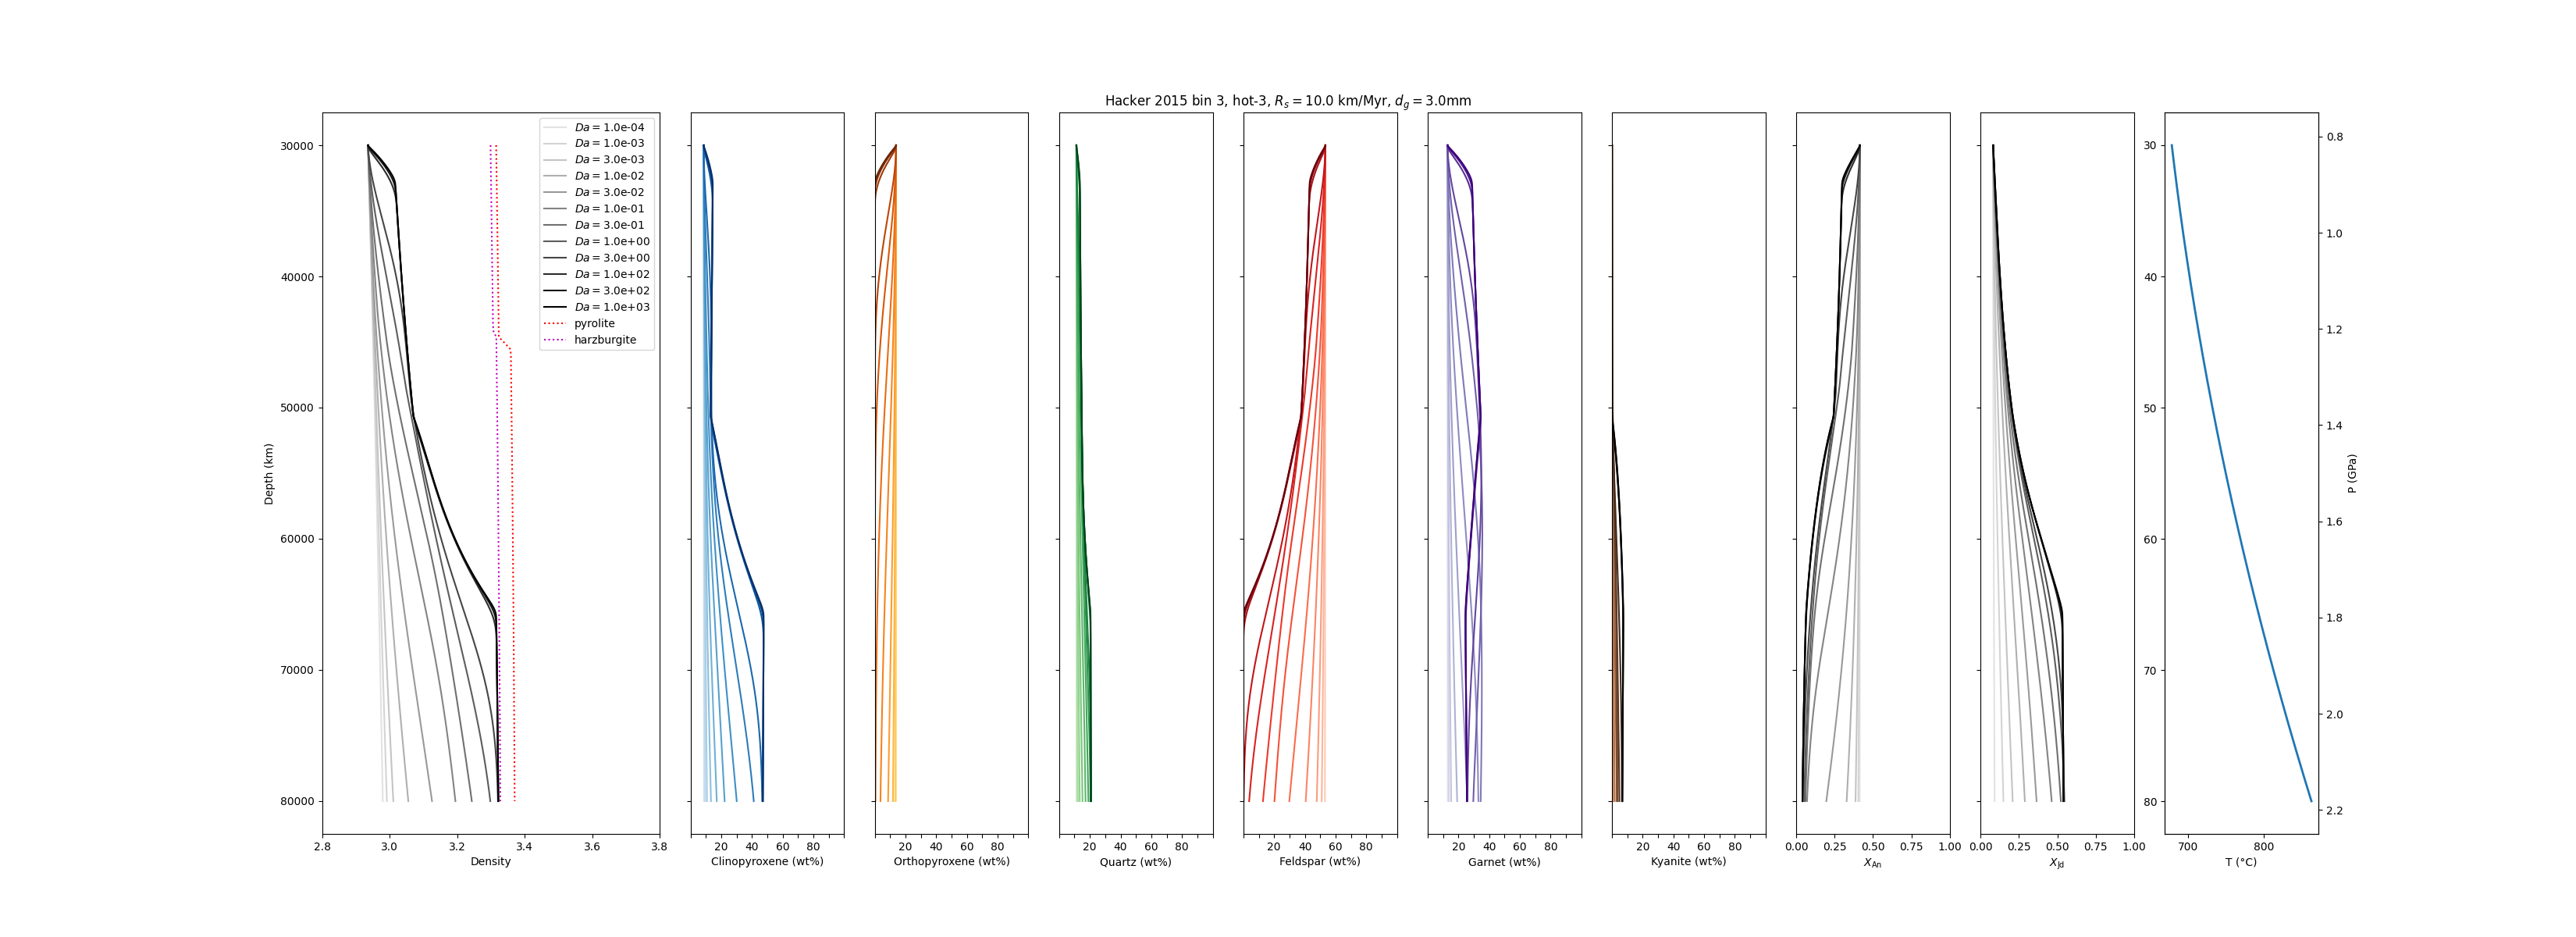 Hacker 2015 bin 3, hot-3, $R_s = 10.0$ km/Myr, $d_g = 3.0$mm
Da = 1.0e-04
Da = 1.0e-03
Da = 3.0e-03
Da = 1.0e-02
Da = 3.0e-02
Da = 1.0e-01
Da = 3.0e-01
Da = 1.0e+00
Da = 3.0e+00
Da = 1.0e+02
Da = 3.0e+02
Da = 1.0e+03
pyrolite
harzburgite
Depth (km)
30000
40000
50000
60000
70000
80000
2.8 3.0 3.2 3.4 3.6 3.8
Density
20 40 60 80
Clinopyroxene (wt%)
20 40 60 80
Orthopyroxene (wt%)
20 40 60 80
Quartz (wt%)
20 40 60 80
Feldspar (wt%)
20 40 60 80
Garnet (wt%)
20 40 60 80
Kyanite (wt%)
0.00 0.25 0.50 0.75 1.00
$X_{An}$
0.00 0.25 0.50 0.75 1.00
$X_{Jd}$
30
40
50
60
70
80
700 800
T (°C)
0.8
1.0
1.2
1.4
1.6
1.8
2.0
2.2
P (GPa)